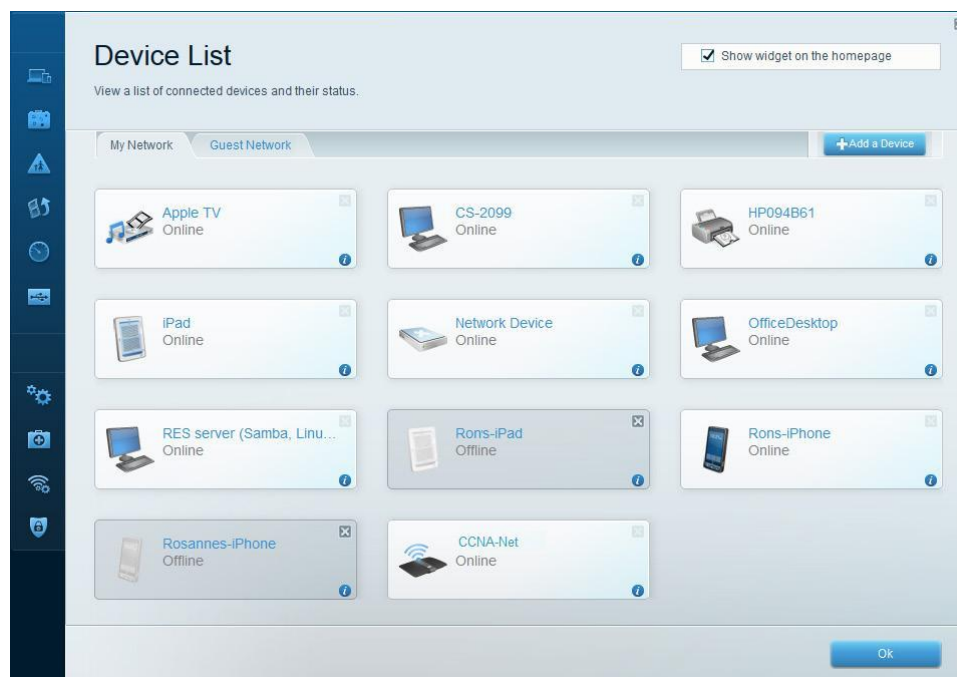 Device List
Show widget on the homepage
View a list of connected devices and their status.
My Network
Guest Network
Add a Device
Apple TV
Online
CS-2099
Online
HP094B61
Online
iPad
Online
Network Device
Online
OfficeDesktop
Online
RES server (Samba, Linu...
Online
Rons-iPad
Offline
Rons-iPhone
Online
Rosannes-iPhone
Offline
CCNA-Net
Online
Ok